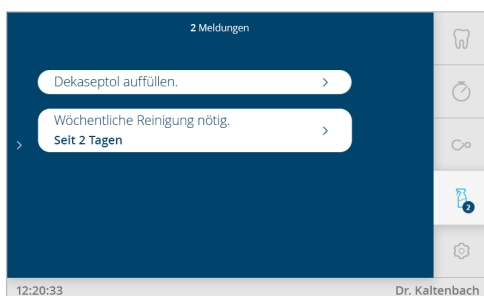 2 Meldungen
Dekaseptol auffüllen.
Wöchentliche Reinigung nötig.
Seit 2 Tagen
2
12:20:33 Dr. Kaltenbach